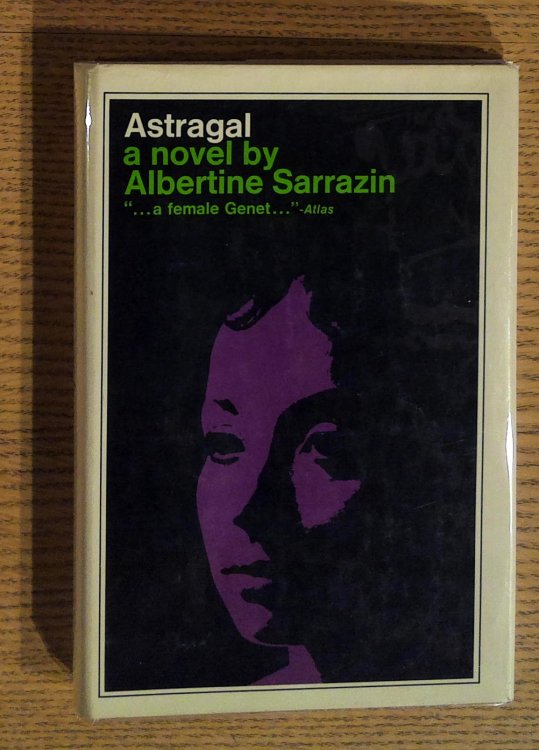 Astragal
a novel by
Albertine Sarrazin
“...a female Genet...”-Atlas